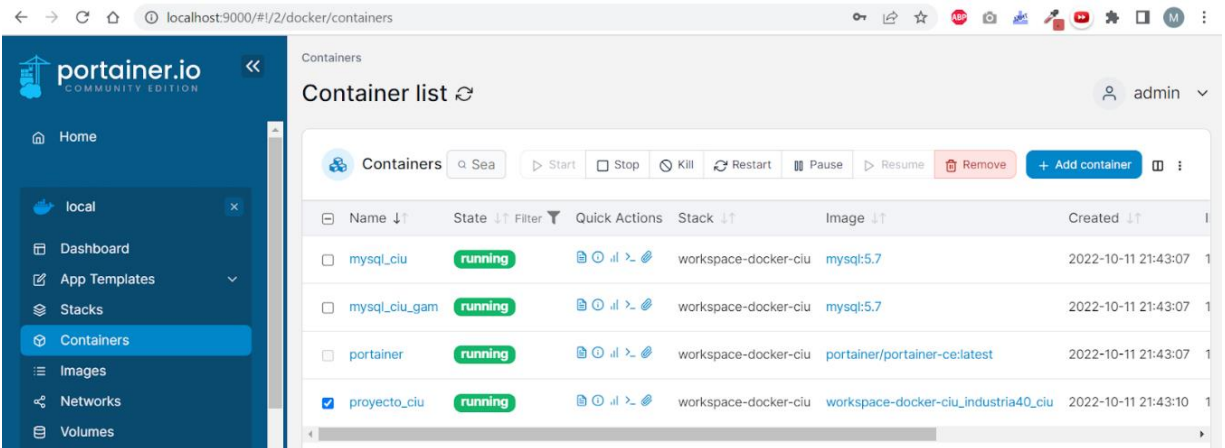 localhost:9000/#!/2/docker/containers
ABP
M
portainer.io
COMMUNITY EDITION
Home
local
Dashboard
App Templates
Stacks
Containers
Images
Networks
Volumes
Containers
Container list
admin
Containers Sea Start Stop Kill Restart Pause Resume Remove + Add container
Name State Filter Quick Actions Stack Image Created
mysql_ciu running workspace-docker-ciu mysql:5.7 2022-10-11 21:43:07 1
mysql_ciu_gam running workspace-docker-ciu mysql:5.7 2022-10-11 21:43:07 1
portainer running workspace-docker-ciu portainer/portainer-ce:latest 2022-10-11 21:43:07 1
proyecto_ciu running workspace-docker-ciu workspace-docker-ciu_industria40_ciu 2022-10-11 21:43:10 1